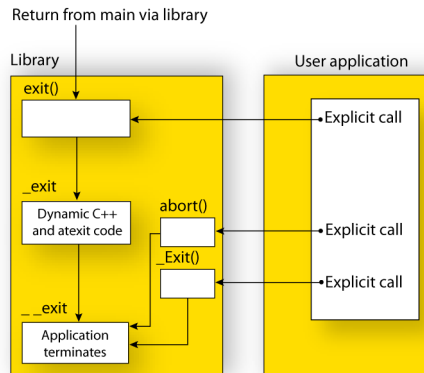 Return from main via library
Library
User application
exit()
Explicit call
_exit
Dynamic C++
and atexit code
abort()
Explicit call
_Exit()
Explicit call
_ _exit
Application
terminates